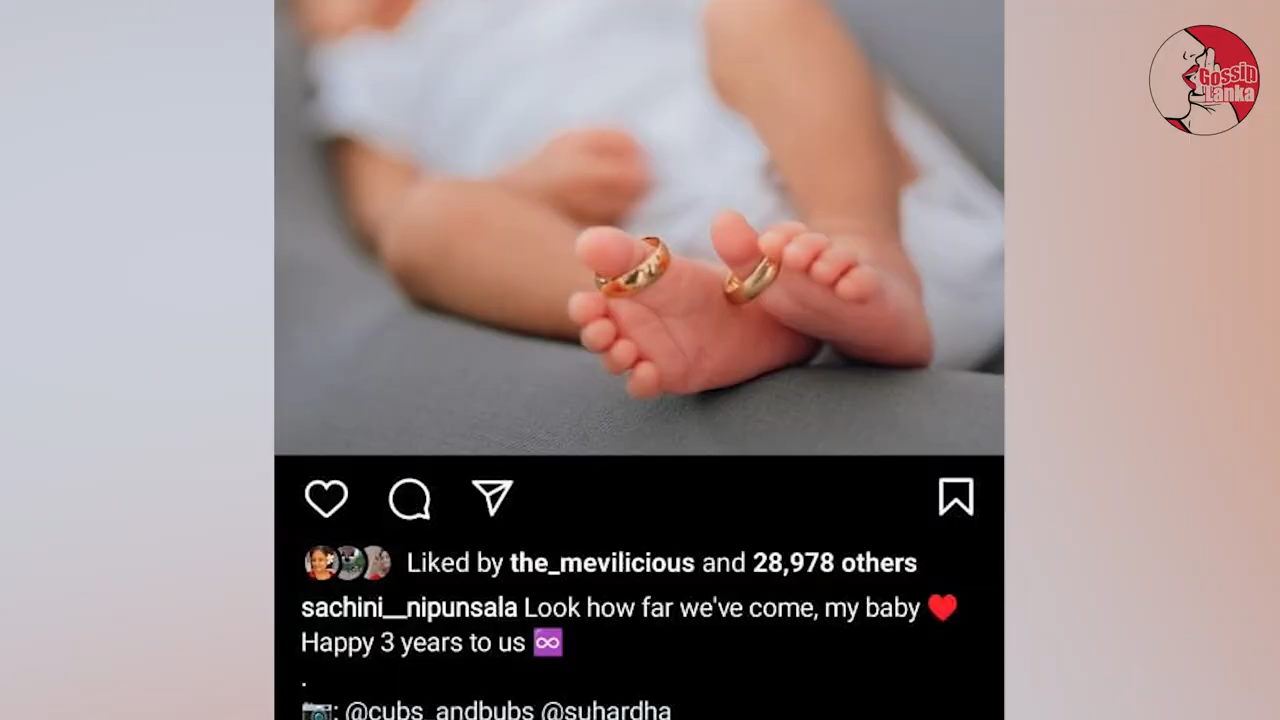 Gossip
Lanka
Liked by the_mevilicious and 28,978 others
sachini__nipunsala Look how far we've come, my baby ❤️
Happy 3 years to us ♾️
.
📷: @cubs_andbubs @suhardha